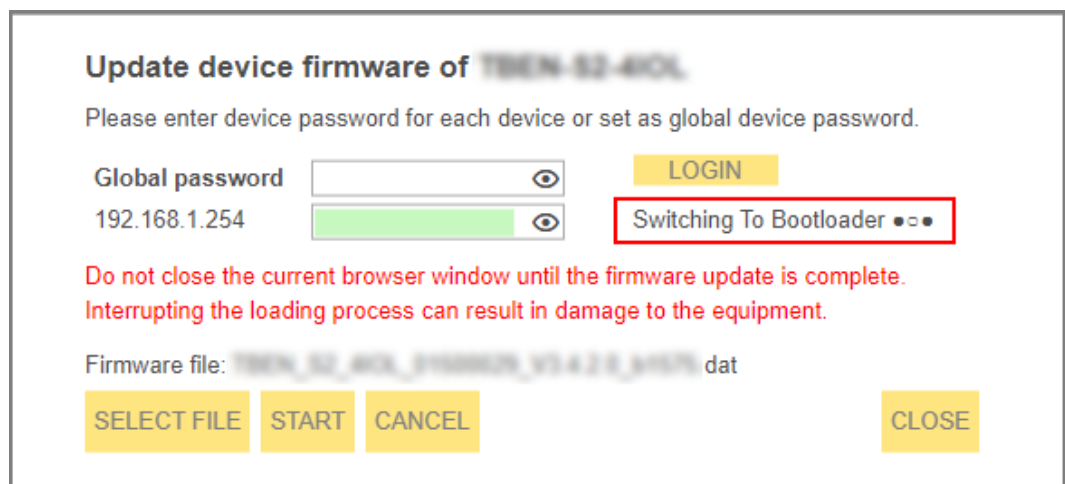 Update device firmware of TBEN-S2-4IOL
Please enter device password for each device or set as global device password.
Global password LOGIN
192.168.1.254 Switching To Bootloader
Do not close the current browser window until the firmware update is complete.
Interrupting the loading process can result in damage to the equipment.
Firmware file: dat
SELECT FILE START CANCEL CLOSE